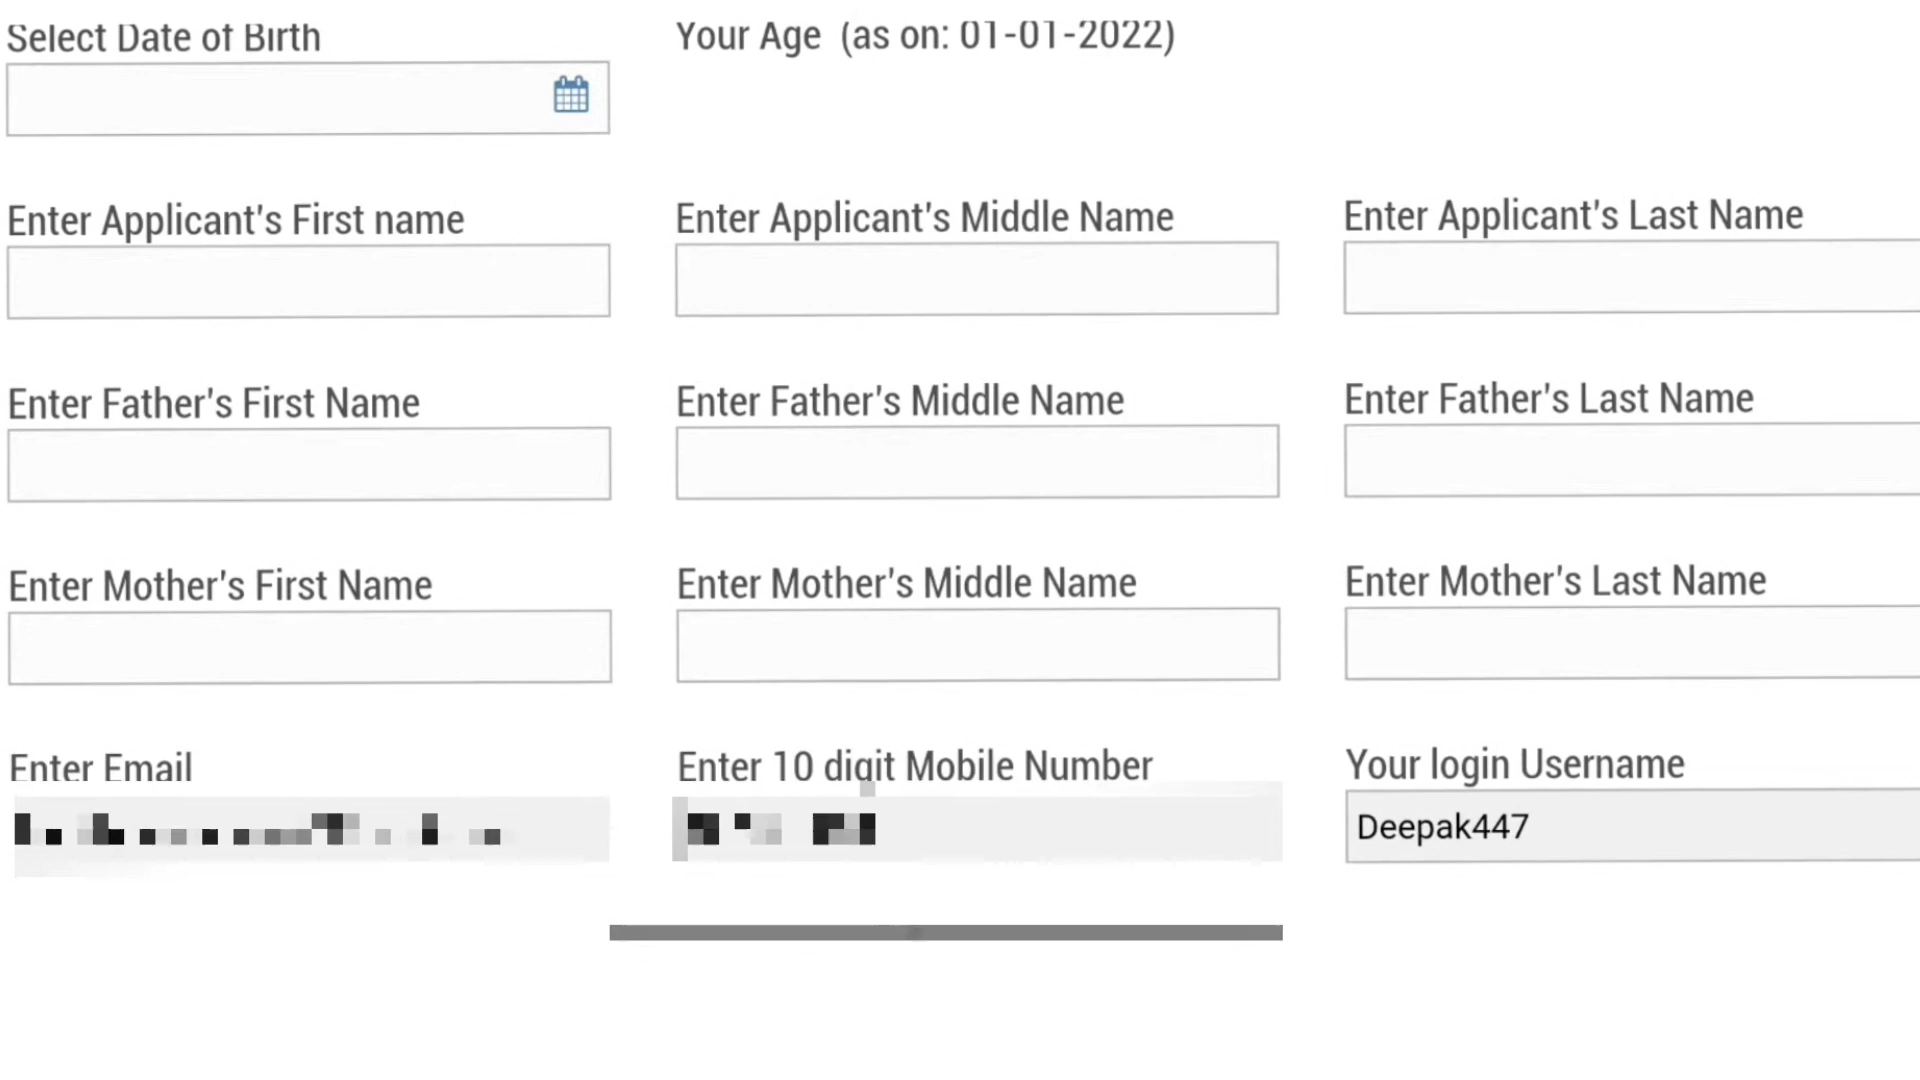 Select Date of Birth
Your Age (as on: 01-01-2022)
Enter Applicant's First name
Enter Applicant's Middle Name
Enter Applicant's Last Name
Enter Father's First Name
Enter Father's Middle Name
Enter Father's Last Name
Enter Mother's First Name
Enter Mother's Middle Name
Enter Mother's Last Name
Enter Email
Enter 10 digit Mobile Number
Your login Username
Deepak447